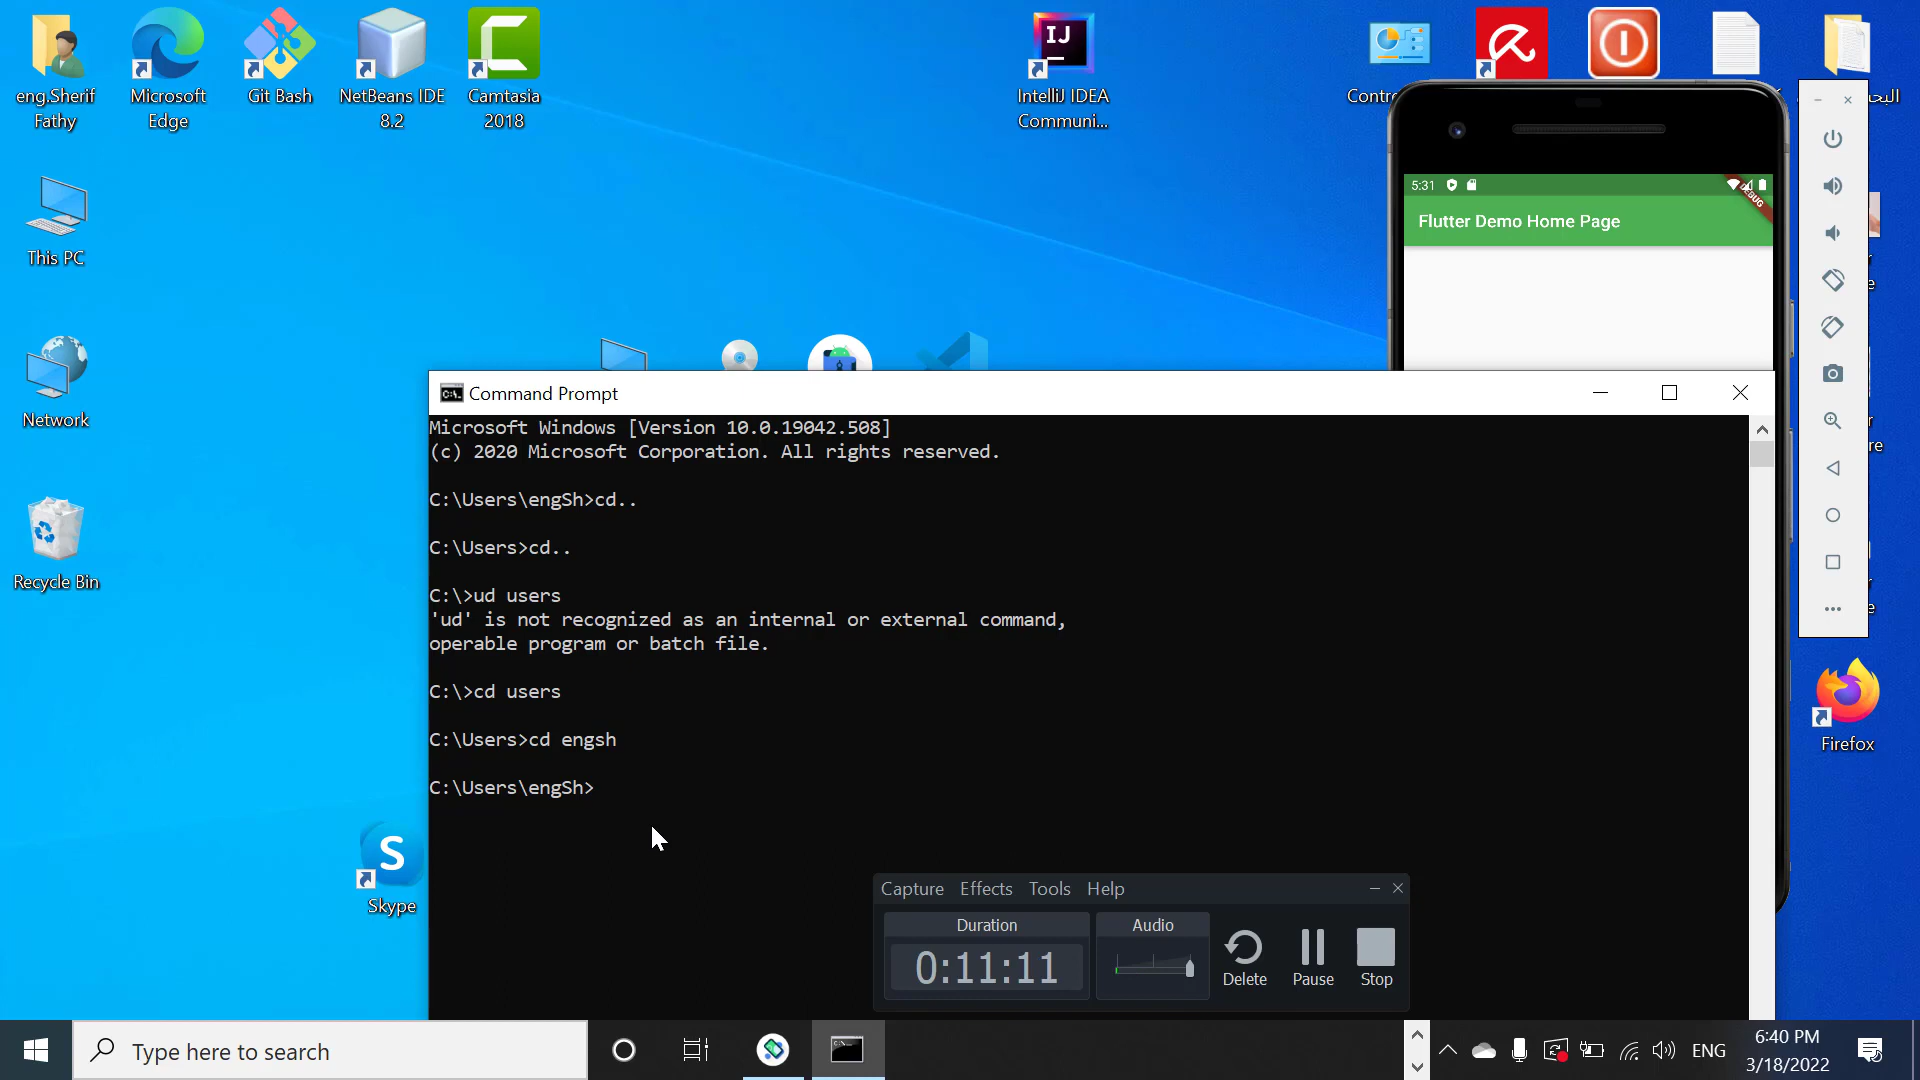 eng.Sherif
Fathy
Microsoft
Edge
Git Bash
NetBeans IDE
8.2
Camtasia
2018
IJ
IntelliJ IDEA
Communi...
This PC
Network
Recycle Bin
Skype
Firefox
5:31
DEBUG
Flutter Demo Home Page
Command Prompt
Microsoft Windows [Version 10.0.19042.508]
(c) 2020 Microsoft Corporation. All rights reserved.
C:\Users\engSh>cd..
C:\Users>cd..
C:\>ud users
'ud' is not recognized as an internal or external command,
operable program or batch file.
C:\>cd users
C:\Users>cd engsh
C:\Users\engSh>
Capture Effects Tools Help
Duration
0:11:11
Audio
Delete
Pause
Stop
Type here to search
ENG
6:40 PM
3/18/2022